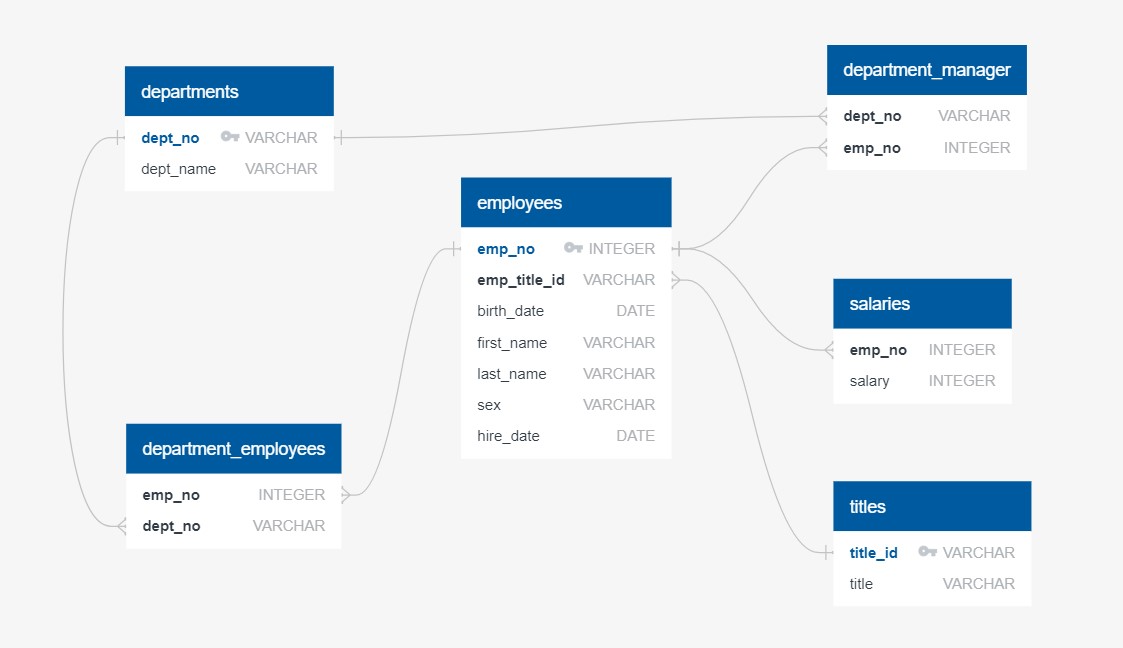 departments
dept_no VARCHAR
dept_name VARCHAR
department_manager
dept_no VARCHAR
emp_no INTEGER
employees
emp_no INTEGER
emp_title_id VARCHAR
birth_date DATE
first_name VARCHAR
last_name VARCHAR
sex VARCHAR
hire_date DATE
salaries
emp_no INTEGER
salary INTEGER
department_employees
emp_no INTEGER
dept_no VARCHAR
titles
title_id VARCHAR
title VARCHAR